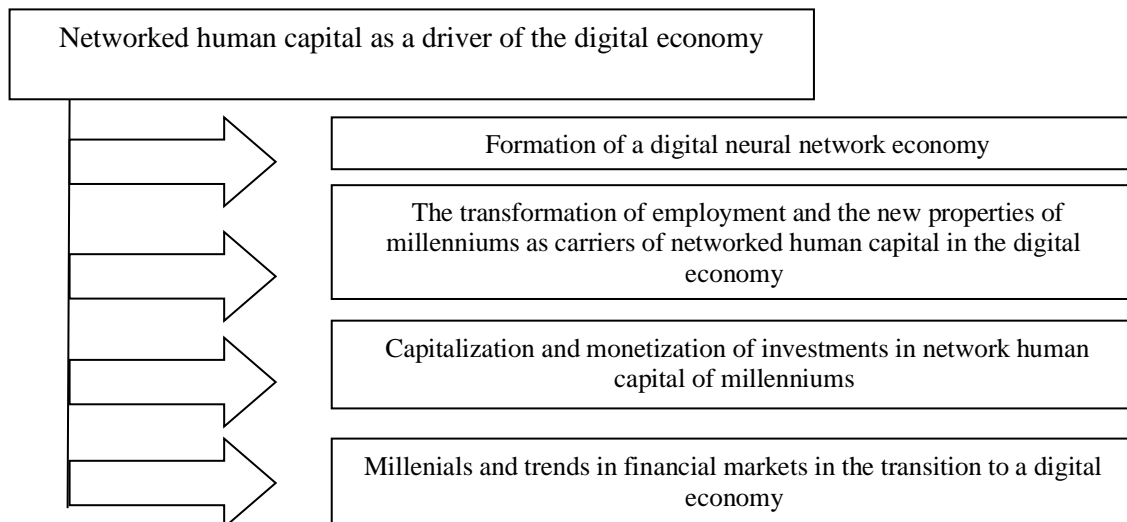 Networked human capital as a driver of the digital economy
Formation of a digital neural network economy
The transformation of employment and the new properties of
millenniums as carriers of networked human capital in the digital
economy
Capitalization and monetization of investments in network human
capital of millenniums
Millenials and trends in financial markets in the transition to a digital
economy